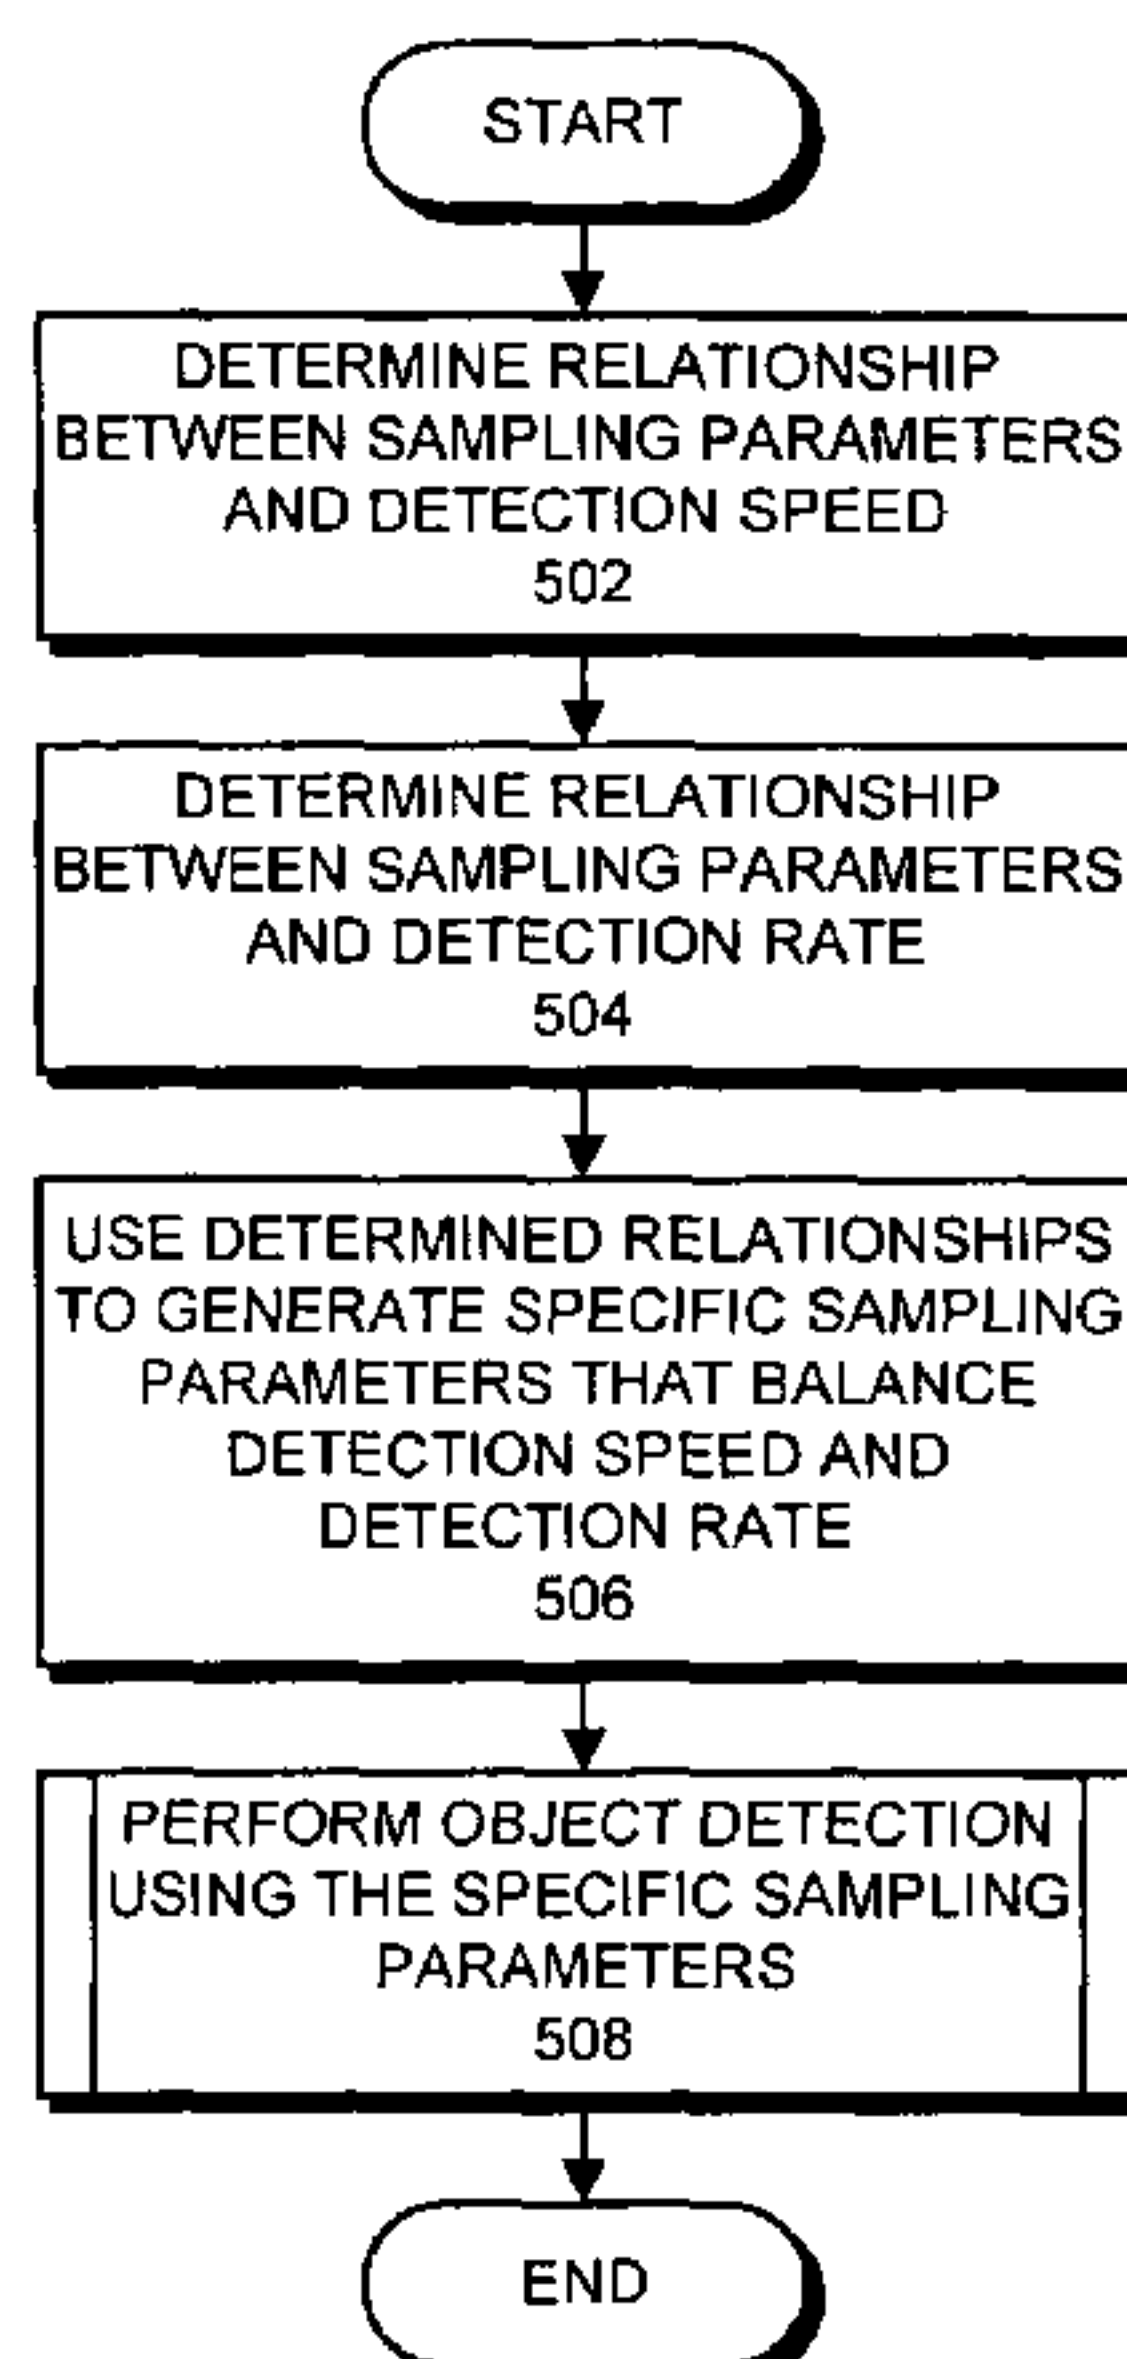 START
DETERMINE RELATIONSHIP
BETWEEN SAMPLING PARAMETERS
AND DETECTION SPEED
502
DETERMINE RELATIONSHIP
BETWEEN SAMPLING PARAMETERS
AND DETECTION RATE
504
USE DETERMINED RELATIONSHIPS
TO GENERATE SPECIFIC SAMPLING
PARAMETERS THAT BALANCE
DETECTION SPEED AND
DETECTION RATE
506
PERFORM OBJECT DETECTION
USING THE SPECIFIC SAMPLING
PARAMETERS
508
END